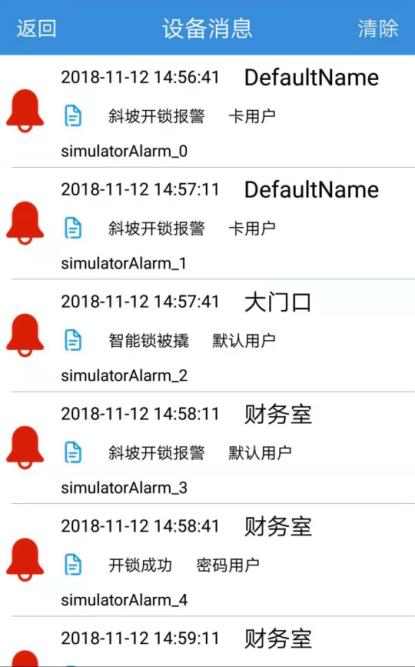 返回 设备消息 清除
2018-11-12 14:56:41 DefaultName
斜坡开锁报警 卡用户
simulatorAlarm_0
2018-11-12 14:57:11 DefaultName
斜坡开锁报警 卡用户
simulatorAlarm_1
2018-11-12 14:57:41 大门口
智能锁被撬 默认用户
simulatorAlarm_2
2018-11-12 14:58:11 财务室
斜坡开锁报警 默认用户
simulatorAlarm_3
2018-11-12 14:58:41 财务室
开锁成功 密码用户
simulatorAlarm_4
2018-11-12 14:59:11 财务室